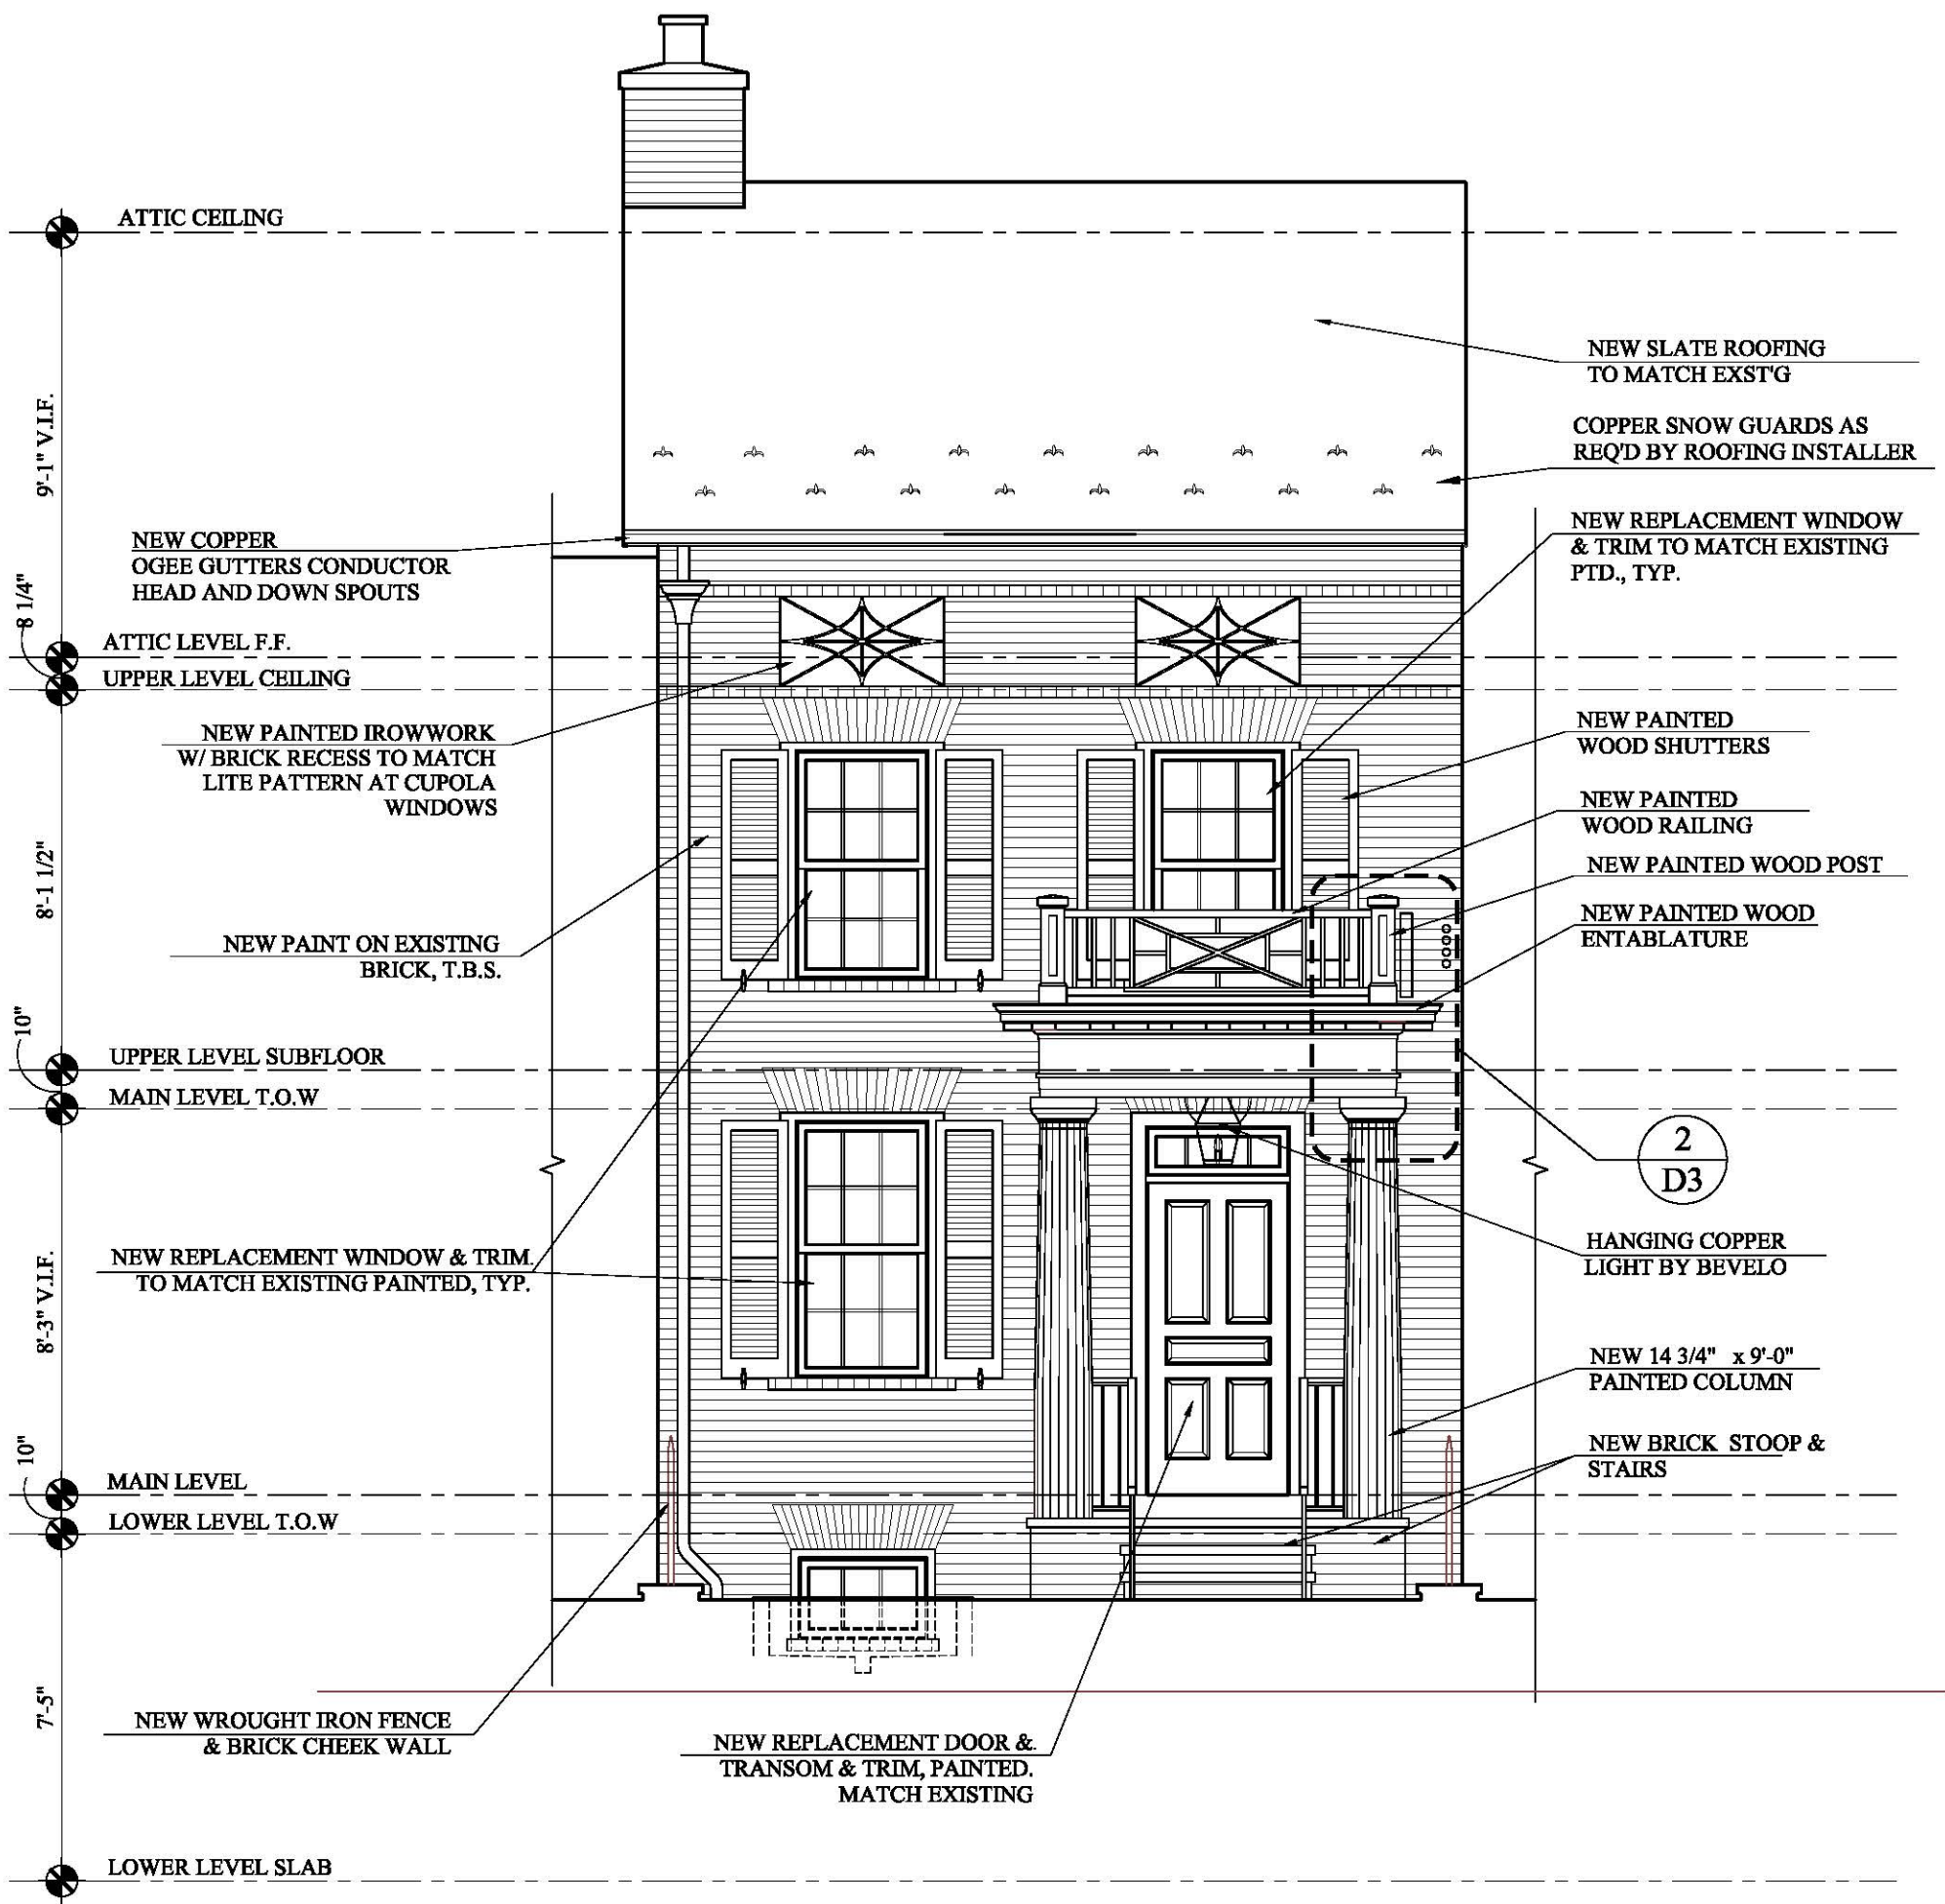 ATTIC CEILING
9'-1" V.I.F.
NEW SLATE ROOFING
TO MATCH EXST'G
COPPER SNOW GUARDS AS
REQ'D BY ROOFING INSTALLER
NEW REPLACEMENT WINDOW
& TRIM TO MATCH EXISTING
PTD., TYP.
NEW COPPER
OGEE GUTTERS CONDUCTOR
HEAD AND DOWN SPOUTS
8 1/4"
ATTIC LEVEL F.F.
UPPER LEVEL CEILING
NEW PAINTED IROWWORK
W/ BRICK RECESS TO MATCH
LITE PATTERN AT CUPOLA
WINDOWS
NEW PAINTED
WOOD SHUTTERS
NEW PAINTED
WOOD RAILING
8'-1 1/2"
NEW PAINTED WOOD POST
NEW PAINTED WOOD
ENTABLATURE
NEW PAINT ON EXISTING
BRICK, T.B.S.
10"
UPPER LEVEL SUBFLOOR
MAIN LEVEL T.O.W
2
D3
8'-3" V.I.F.
NEW REPLACEMENT WINDOW & TRIM.
TO MATCH EXISTING PAINTED, TYP.
HANGING COPPER
LIGHT BY BEVELO
NEW 14 3/4" x 9'-0"
PAINTED COLUMN
NEW BRICK STOOP &
STAIRS
10"
MAIN LEVEL
LOWER LEVEL T.O.W
7'-5"
NEW WROUGHT IRON FENCE
& BRICK CHEEK WALL
NEW REPLACEMENT DOOR &
TRANSOM & TRIM, PAINTED.
MATCH EXISTING
LOWER LEVEL SLAB